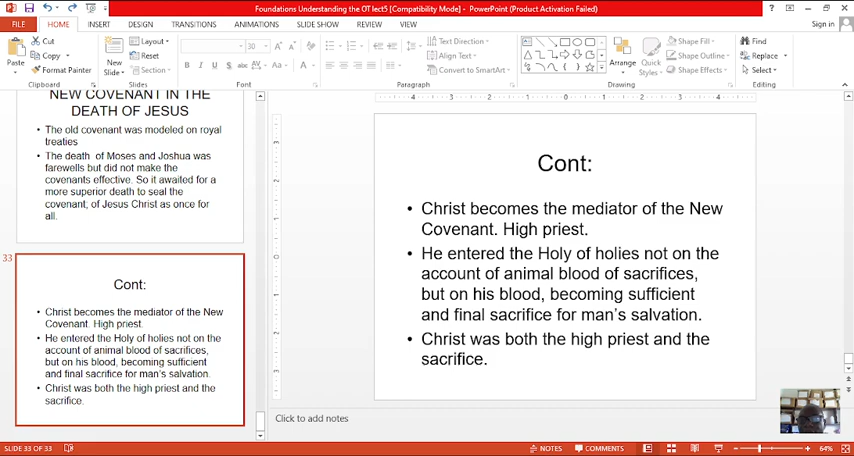 Foundations Understanding the OT lect5 [Compatibility Mode] - PowerPoint (Product Activation Failed)
FILE HOME INSERT DESIGN TRANSITIONS ANIMATIONS SLIDE SHOW REVIEW VIEW Sign in
Cut
Copy
Format Painter
Paste
Clipboard
New
Slide
Layout
Reset
Section
Slides
30
Font
Text Direction
Align Text
Convert to SmartArt
Paragraph
Arrange
Quick
Styles
Shape Fill
Shape Outline
Shape Effects
Drawing
Find
Replace
Select
Editing
NEW COVENANT IN THE
DEATH OF JESUS
• The old covenant was modeled on royal
treaties
• The death of Moses and Joshua was
farewells but did not make the
covenants effective. So it awaited for a
more superior death to seal the
covenant; of Jesus Christ as once for
all.
33
Cont:
• Christ becomes the mediator of the New
Covenant. High priest.
• He entered the Holy of holies not on the
account of animal blood of sacrifices,
but on his blood, becoming sufficient
and final sacrifice for man's salvation.
• Christ was both the high priest and the
sacrifice.
Cont:
• Christ becomes the mediator of the New
Covenant. High priest.
• He entered the Holy of holies not on the
account of animal blood of sacrifices,
but on his blood, becoming sufficient
and final sacrifice for man's salvation.
• Christ was both the high priest and the
sacrifice.
Click to add notes
SLIDE 33 OF 33 NOTES COMMENTS 64%